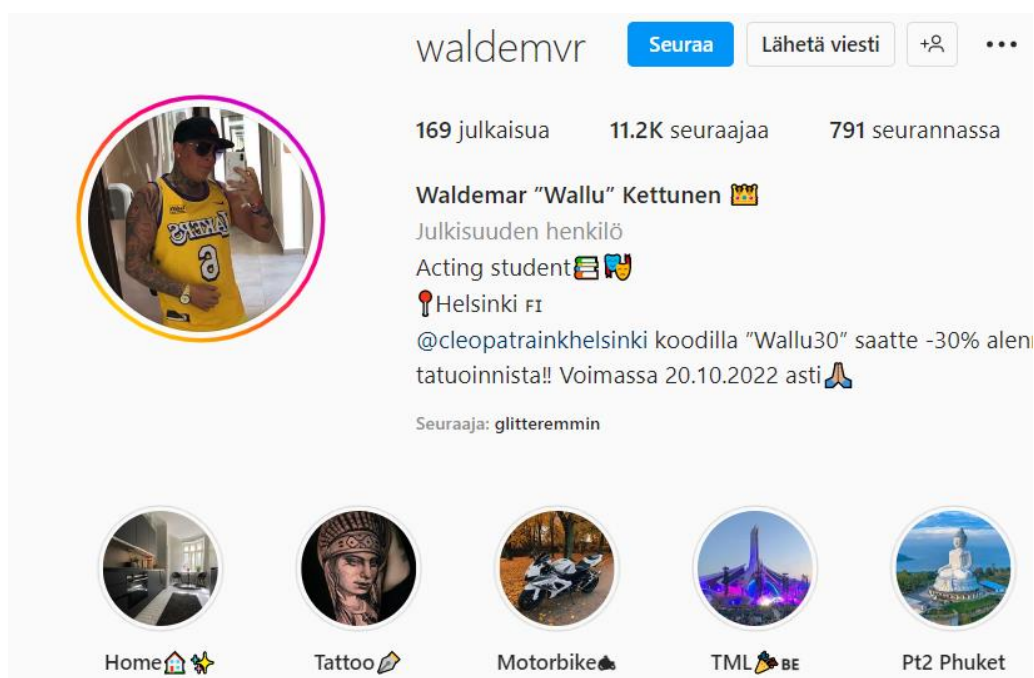 waldemvr Seuraa Lähetä viesti
169 julkaisua 11.2K seuraajaa 791 seurannassa
Waldemar "Wallu" Kettunen 👑
Julkisuuden henkilö
Acting student📚🎭
📍Helsinki FI
@cleopatrainkhelsinki koodilla "Wallu30" saatte -30% alen
tatuoinnista!! Voimassa 20.10.2022 asti🙏🏼
Seuraaja: glitteremmin
LAKERS
6
Home🏠✨ Tattoo🖋 Motorbike🏍 TML🎉BE Pt2 Phuket